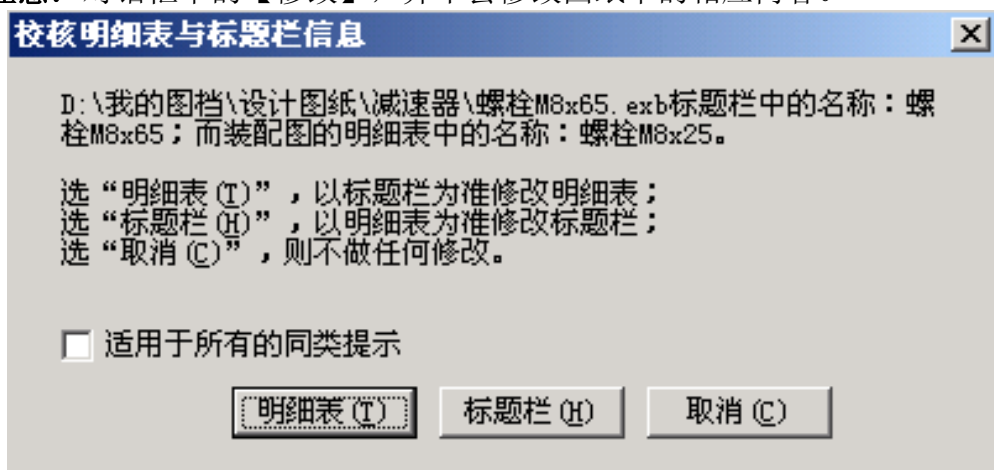 校核明细表与标题栏信息
D:\我的图档\设计图纸\减速器\螺栓M8x65.exb标题栏中的名称：螺
栓M8x65；而装配图的明细表中的名称：螺栓M8x25。
选“明细表(T)”，以标题栏为准修改明细表；
选“标题栏(H)”，以明细表为准修改标题栏；
选“取消(C)”，则不做任何修改。
适用于所有的同类提示
明细表(T) 标题栏(H) 取消(C)